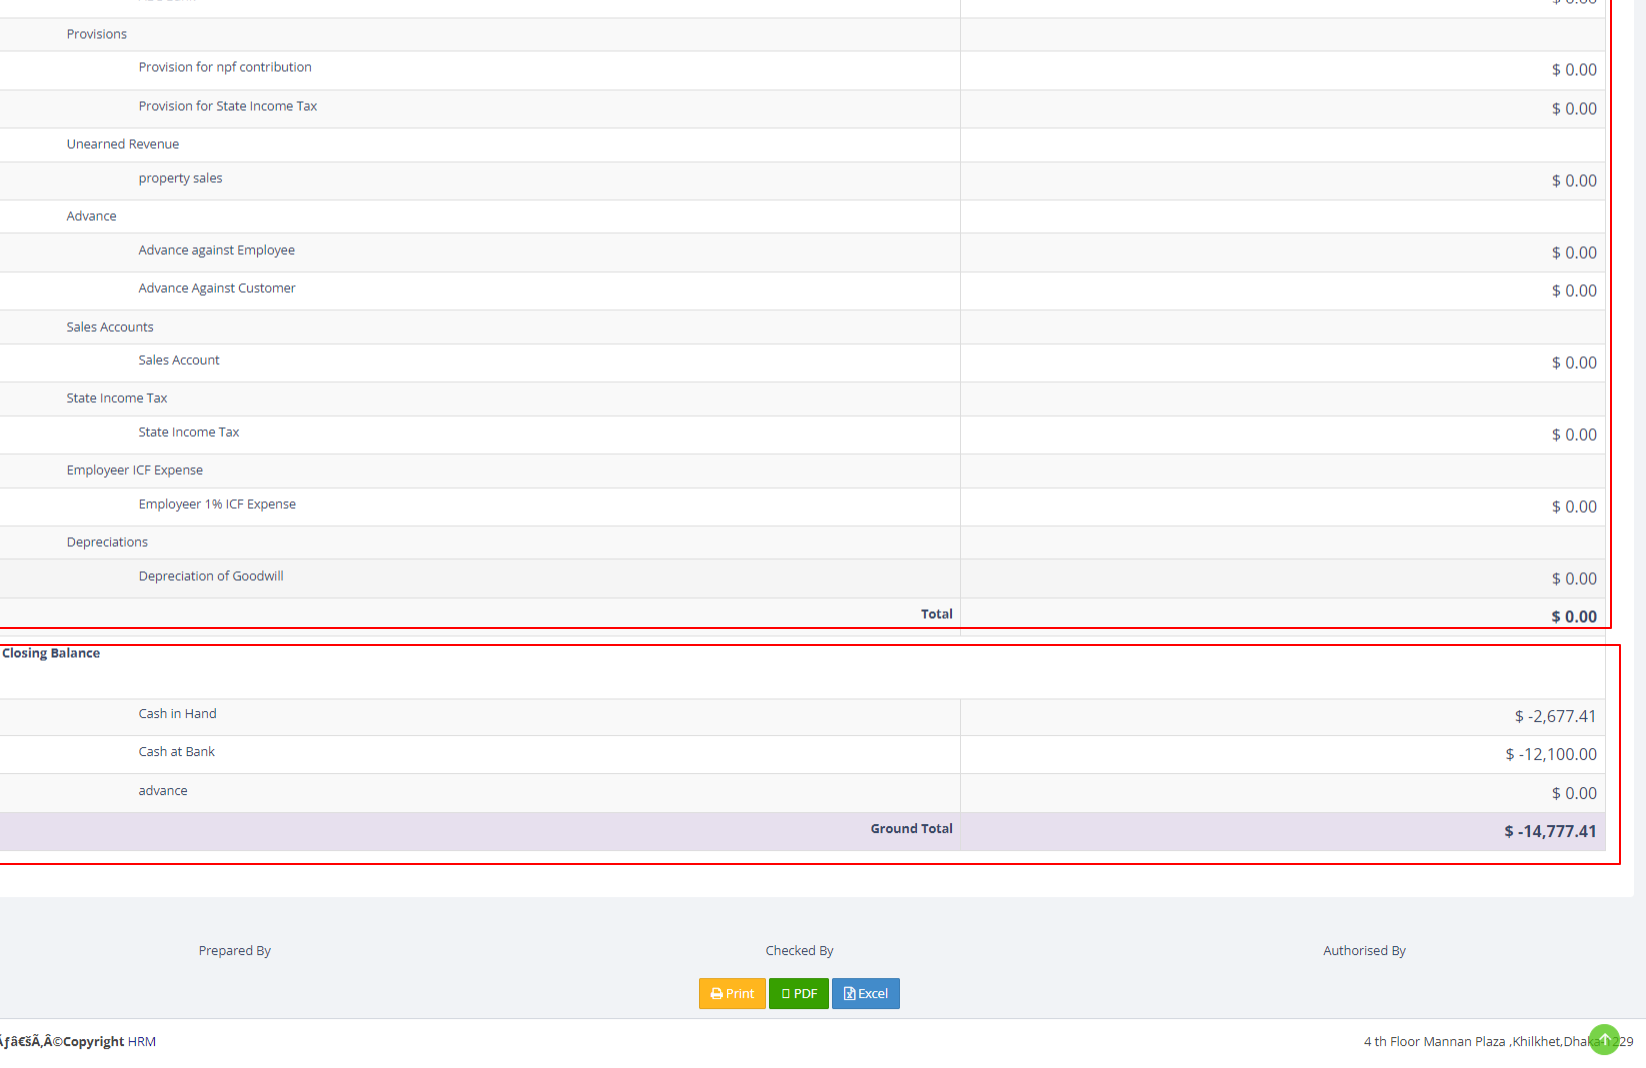 Provisions
Provision for npf contribution $ 0.00
Provision for State Income Tax $ 0.00
Unearned Revenue
property sales $ 0.00
Advance
Advance against Employee $ 0.00
Advance Against Customer $ 0.00
Sales Accounts
Sales Account $ 0.00
State Income Tax
State Income Tax $ 0.00
Employeer ICF Expense
Employeer 1% ICF Expense $ 0.00
Depreciations
Depreciation of Goodwill $ 0.00
Total $ 0.00
Closing Balance
Cash in Hand $ -2,677.41
Cash at Bank $ -12,100.00
advance $ 0.00
Ground Total $ -14,777.41
Prepared By Checked By Authorised By
Print PDF Excel
ƒâ€šÃ‚Â©Copyright HRM 4 th Floor Mannan Plaza ,Khilkhet,Dhaka